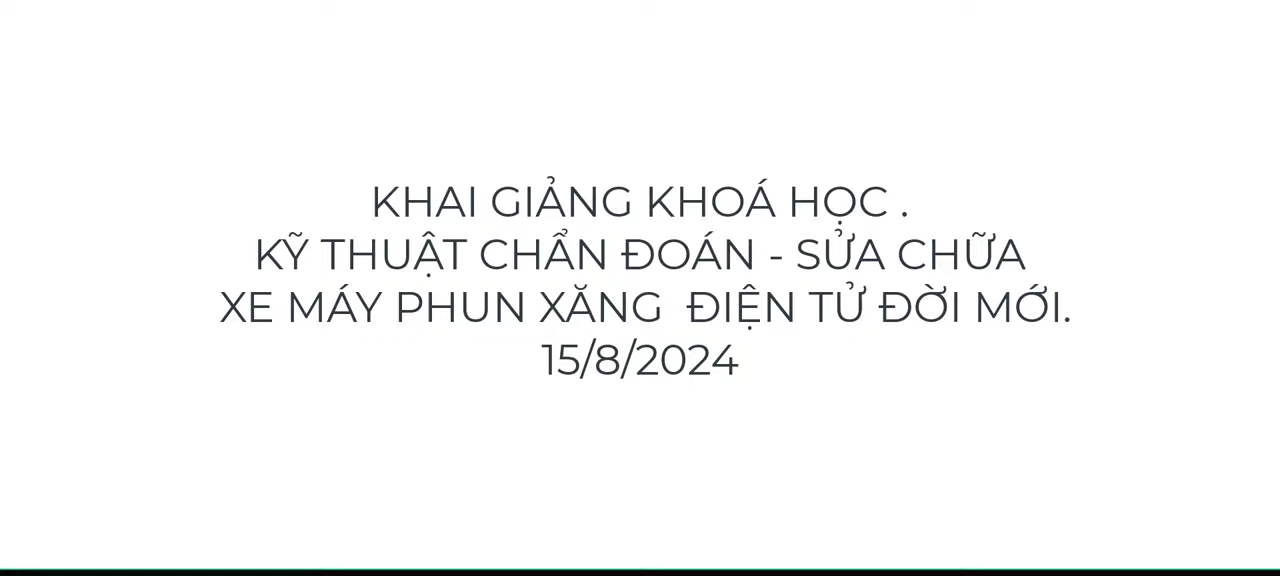 KHAI GIẢNG KHOÁ HỌC .
KỸ THUẬT CHẨN ĐOÁN - SỬA CHỮA
XE MÁY PHUN XĂNG  ĐIỆN TỬ ĐỜI MỚI.
15/8/2024